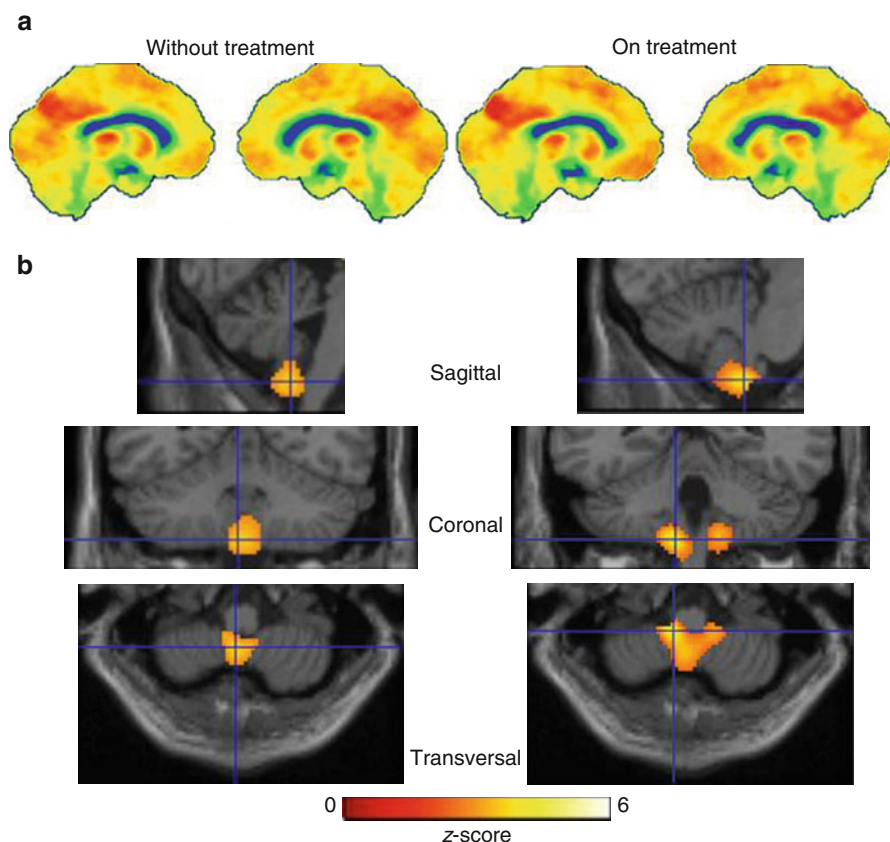 a
Without treatment
On treatment
b
Sagittal
Coronal
Transversal
0
6
z-score